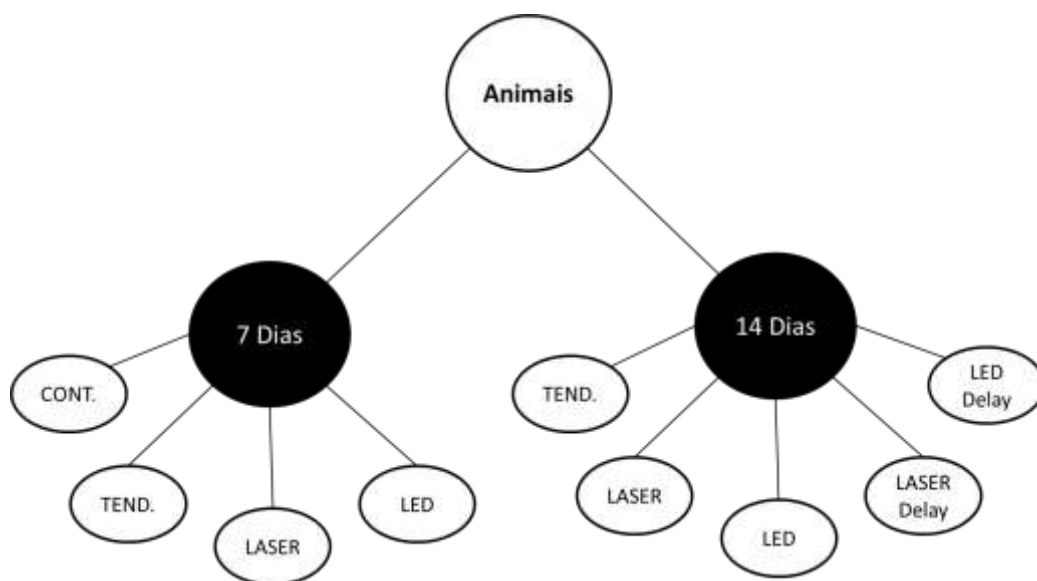 Animais
7 Dias
14 Dias
CONT.
TEND.
LASER
LED
TEND.
LASER
LED
LASER
Delay
LED
Delay